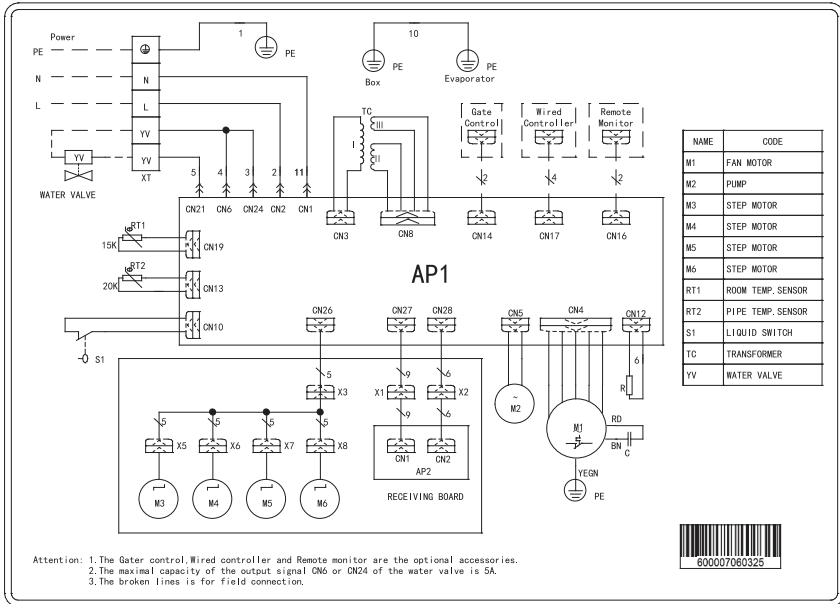 Power
PE
N
L
N
L
YV
YV
XT
YV
WATER VALVE
1
PE
10
PE
Box
PE
Evaporator
TC
I
III
II
Gate
Control
Wired
Controller
Remote
Monitor
2
4
2
5
4
3
2
11
CN21
CN6
CN24
CN2
CN1
CN3
CN8
CN14
CN17
CN16
RT1
15K
CN19
RT2
20K
CN13
CN10
S1
AP1
CN26
CN27
CN28
CN5
CN4
CN12
5
X3
9
X1
9
6
X2
6
5
5
5
5
X5
X6
X7
X8
M3
M4
M5
M6
CN1
CN2
AP2
RECEIVING BOARD
~
M2
M1
6
R
RD
BN
C
YEGN
PE
NAME CODE
M1 FAN MOTOR
M2 PUMP
M3 STEP MOTOR
M4 STEP MOTOR
M5 STEP MOTOR
M6 STEP MOTOR
RT1 ROOM TEMP. SENSOR
RT2 PIPE TEMP. SENSOR
S1 LIQUID SWITCH
TC TRANSFORMER
YV WATER VALVE
Attention: 1. The Gater control, Wired controller and Remote monitor are the optional accessories.
2. The maximal capacity of the output signal CN6 or CN24 of the water valve is 5A.
3. The broken lines is for field connection.
600007060325